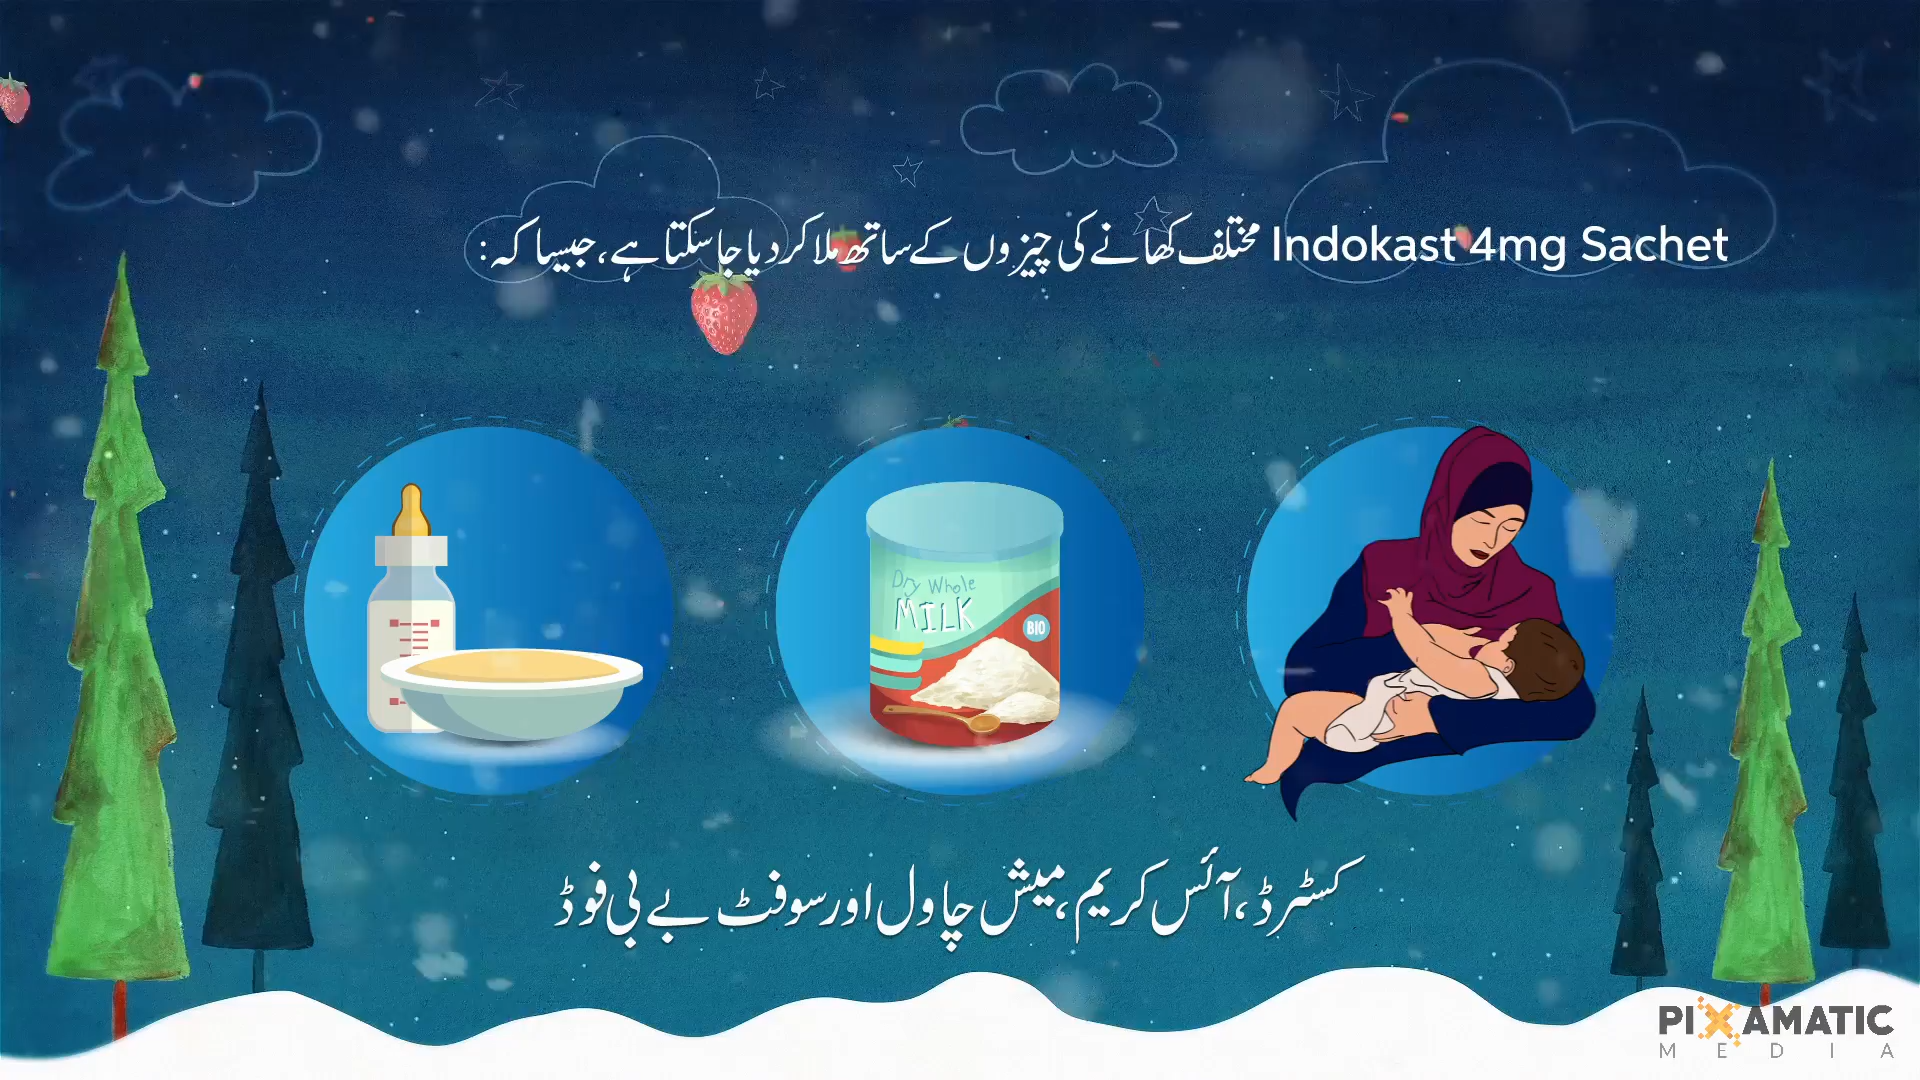 Indokast 4mg Sachet مختلف کھانے کی چیزوں کے ساتھ ملا کر دیا جا سکتا ہے، جیسا کہ:
Dry Whole
MILK
BIO
کسٹرڈ، آئس کریم، میش چاول اور سوفٹ بے بی فوڈ
PIXAMATIC
MEDIA